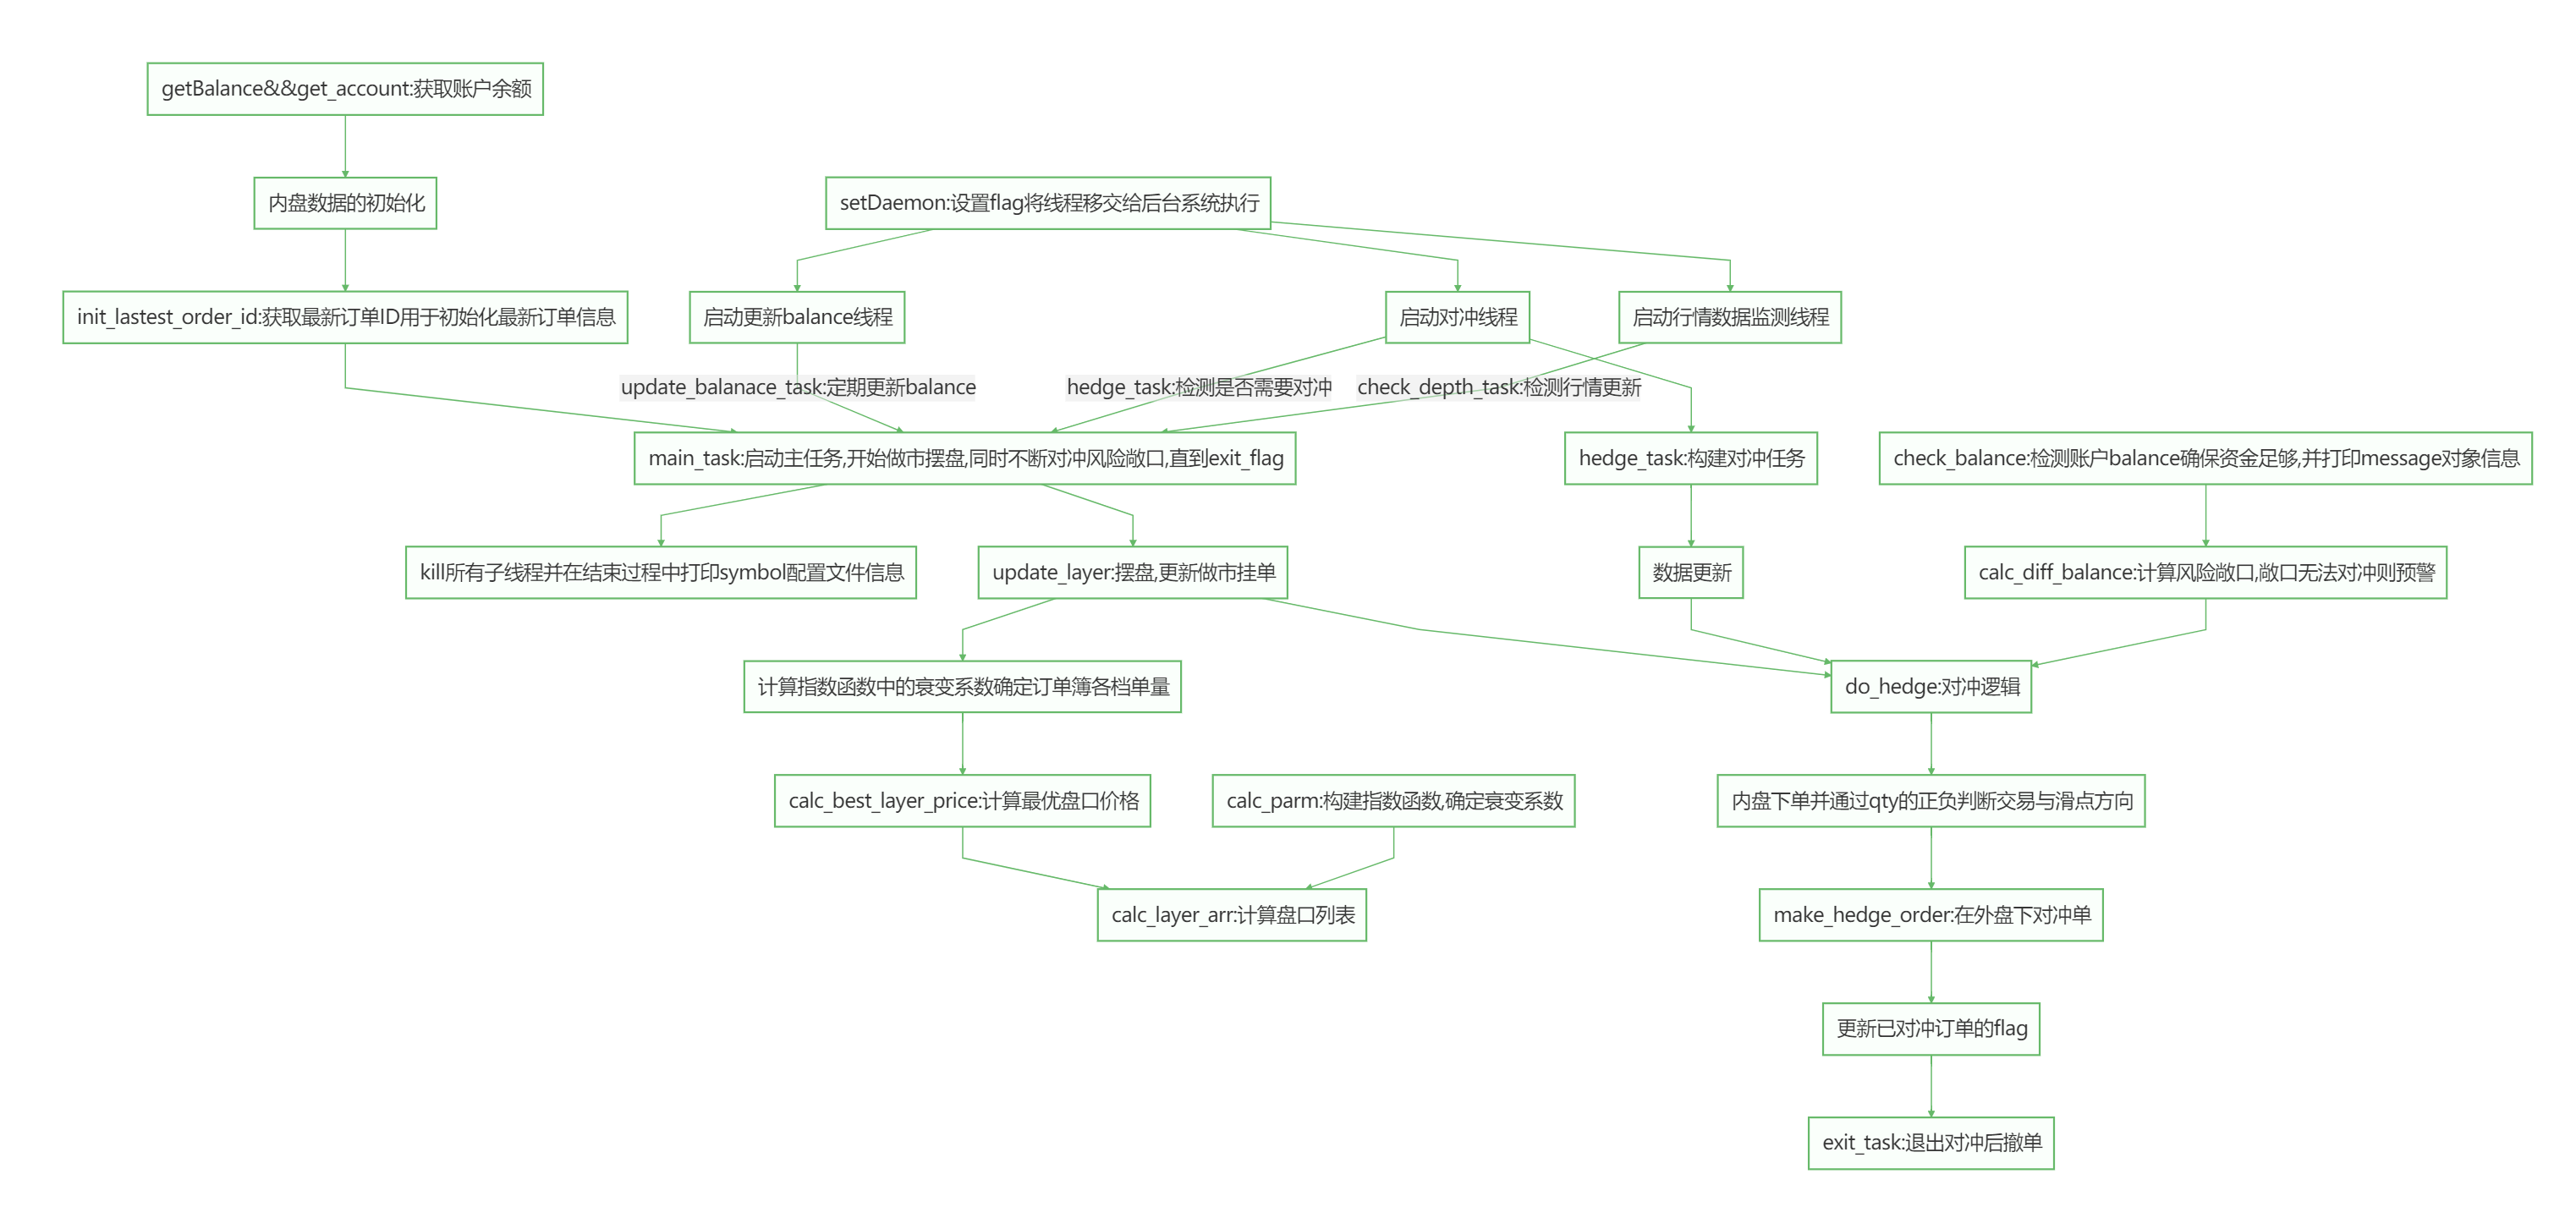 getBalance&&get_account:获取账户余额
内盘数据的初始化
setDaemon:设置flag将线程移交给后台系统执行
init_lastest_order_id:获取最新订单ID用于初始化最新订单信息
启动更新balance线程
启动对冲线程
启动行情数据监测线程
update_balanace_task:定期更新balance
hedge_task:检测是否需要对冲
check_depth_task:检测行情更新
main_task:启动主任务,开始做市摆盘,同时不断对冲风险敞口,直到exit_flag
hedge_task:构建对冲任务
check_balance:检测账户balance确保资金足够,并打印message对象信息
kill所有子线程并在结束过程中打印symbol配置文件信息
update_layer:摆盘,更新做市挂单
数据更新
calc_diff_balance:计算风险敞口,敞口无法对冲则预警
计算指数函数中的衰变系数确定订单簿各档单量
do_hedge:对冲逻辑
calc_best_layer_price:计算最优盘口价格
calc_parm:构建指数函数,确定衰变系数
内盘下单并通过qty的正负判断交易与滑点方向
calc_layer_arr:计算盘口列表
make_hedge_order:在外盘下对冲单
更新已对冲订单的flag
exit_task:退出对冲后撤单